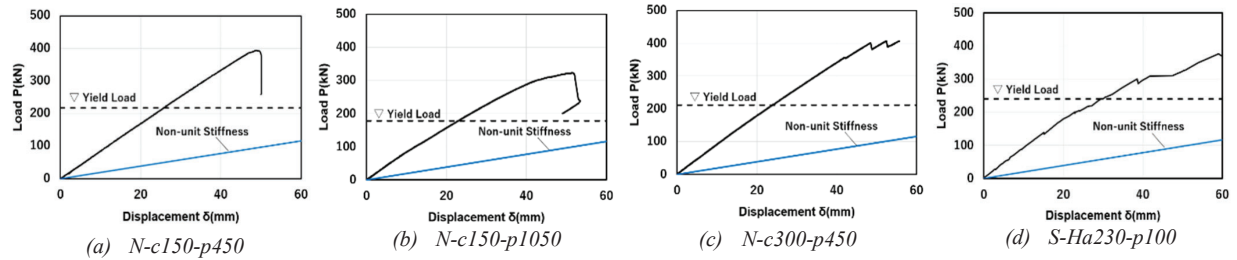 500
400
300
200
100
0
Load P(kN)
▽ Yield Load
Non-unit Stiffness
0 20 40 60
Displacement δ(mm)
(a) N-c150-p450
500
400
300
200
100
0
Load P(kN)
▽ Yield Load
Non-unit Stiffness
0 20 40 60
Displacement δ(mm)
(b) N-c150-p1050
500
400
300
200
100
0
Load P(kN)
▽ Yield Load
Non-unit Stiffness
0 20 40 60
Displacement δ(mm)
(c) N-c300-p450
500
400
300
200
100
0
Load P(kN)
▽ Yield Load
Non-unit Stiffness
0 20 40 60
Displacement δ(mm)
(d) S-Ha230-p100